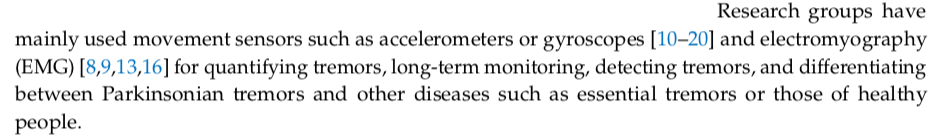 Research groups have
mainly used movement sensors such as accelerometers or gyroscopes [10–20] and electromyography
(EMG) [8,9,13,16] for quantifying tremors, long-term monitoring, detecting tremors, and differentiating
between Parkinsonian tremors and other diseases such as essential tremors or those of healthy
people.